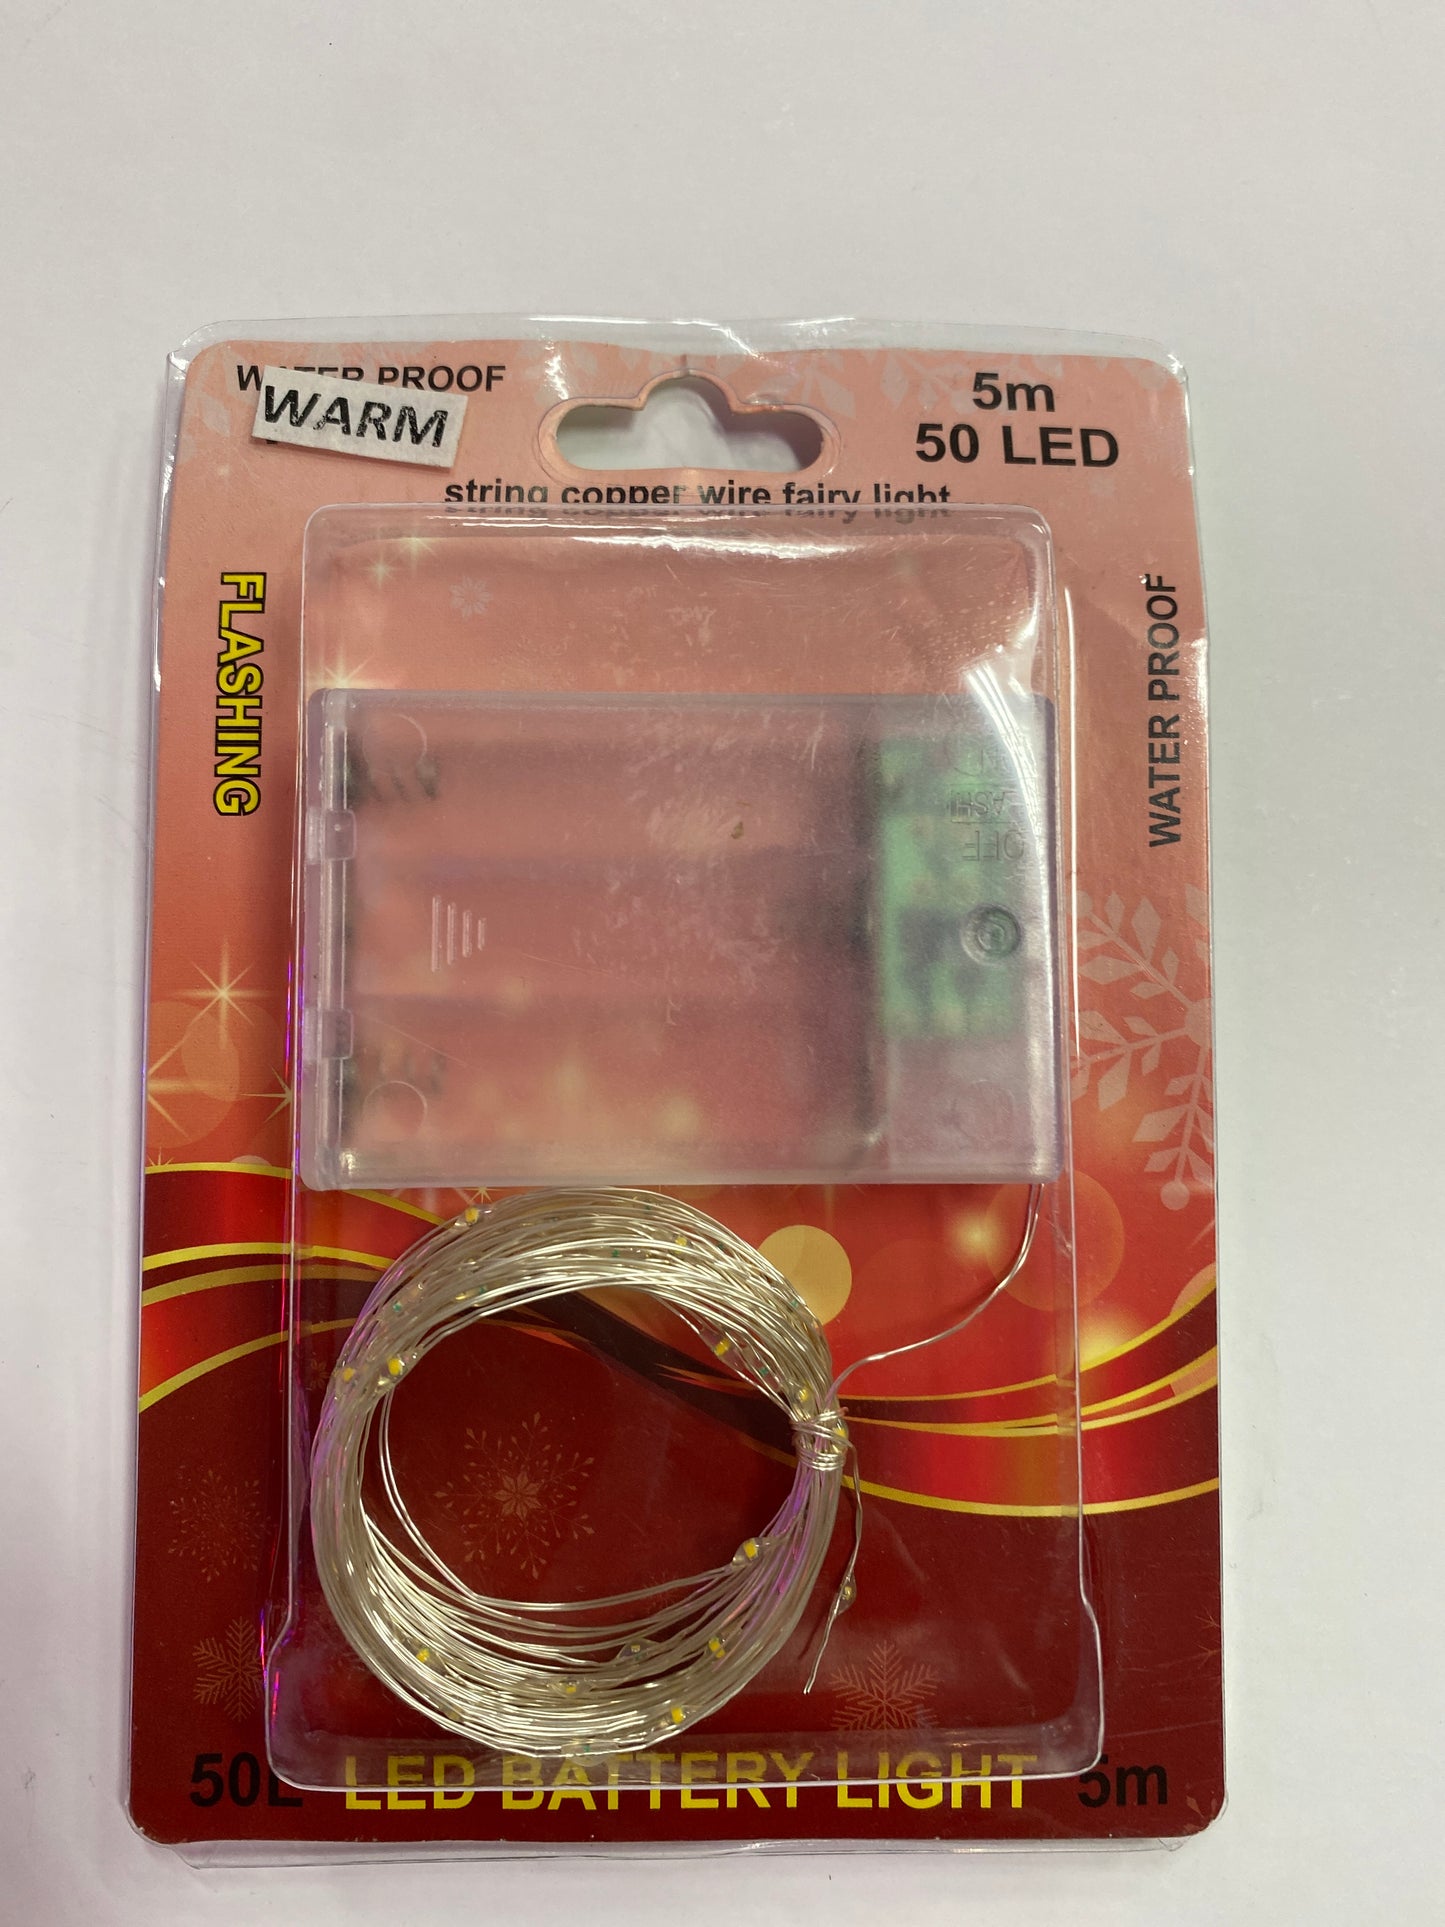 WATER PROOF
WARM
5m
50 LED
string copper wire fairy light
FLASHING
WATER PROOF
OFF
50L
LED BATTERY LIGHT
5m